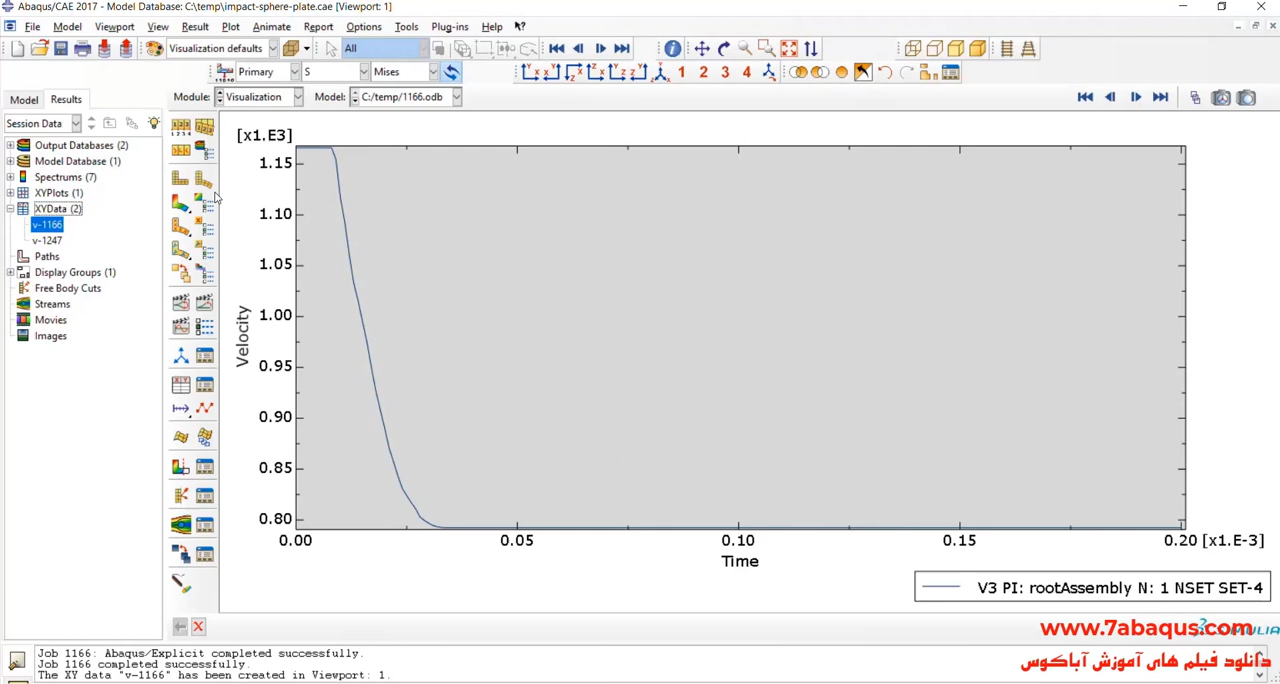 Abaqus/CAE 2017 - Model Database: C:\temp\impact-sphere-plate.cae [Viewport: 1]
File Model Viewport View Result Plot Animate Report Options Tools Plug-ins Help
Visualization defaults All
Primary S Mises 1 2 3 4
Model Results Module: Visualization Model: C:/temp/1166.odb
Session Data
Output Databases (2)
Model Database (1)
Spectrums (7)
XYPlots (1)
XYData (2)
v-1166
v-1247
Paths
Display Groups (1)
Free Body Cuts
Streams
Movies
Images
[x1.E3]
1.15
1.10
1.05
1.00
0.95
0.90
0.85
0.80
Velocity
0.00 0.05 0.10 0.15 0.20 [x1.E-3]
Time
V3 PI: rootAssembly N: 1 NSET SET-4
www.7abaqus.com
دانلود فیلم های آموزش آباکوس
Job 1166: Abaqus/Explicit completed successfully.
Job 1166 completed successfully.
The XY data "v-1166" has been created in Viewport: 1.